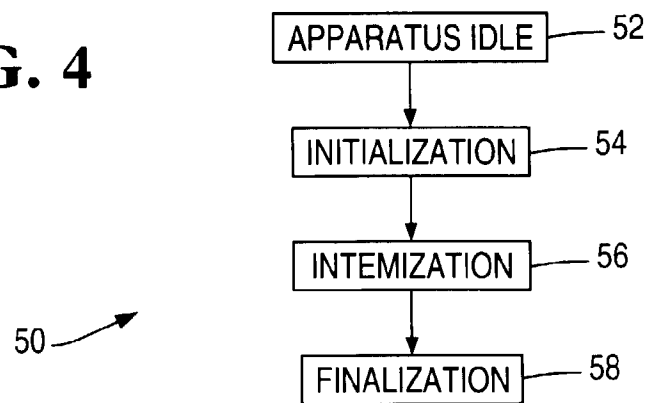 G. 4
APPARATUS IDLE 52
INITIALIZATION 54
INTEMIZATION 56
50
FINALIZATION 58